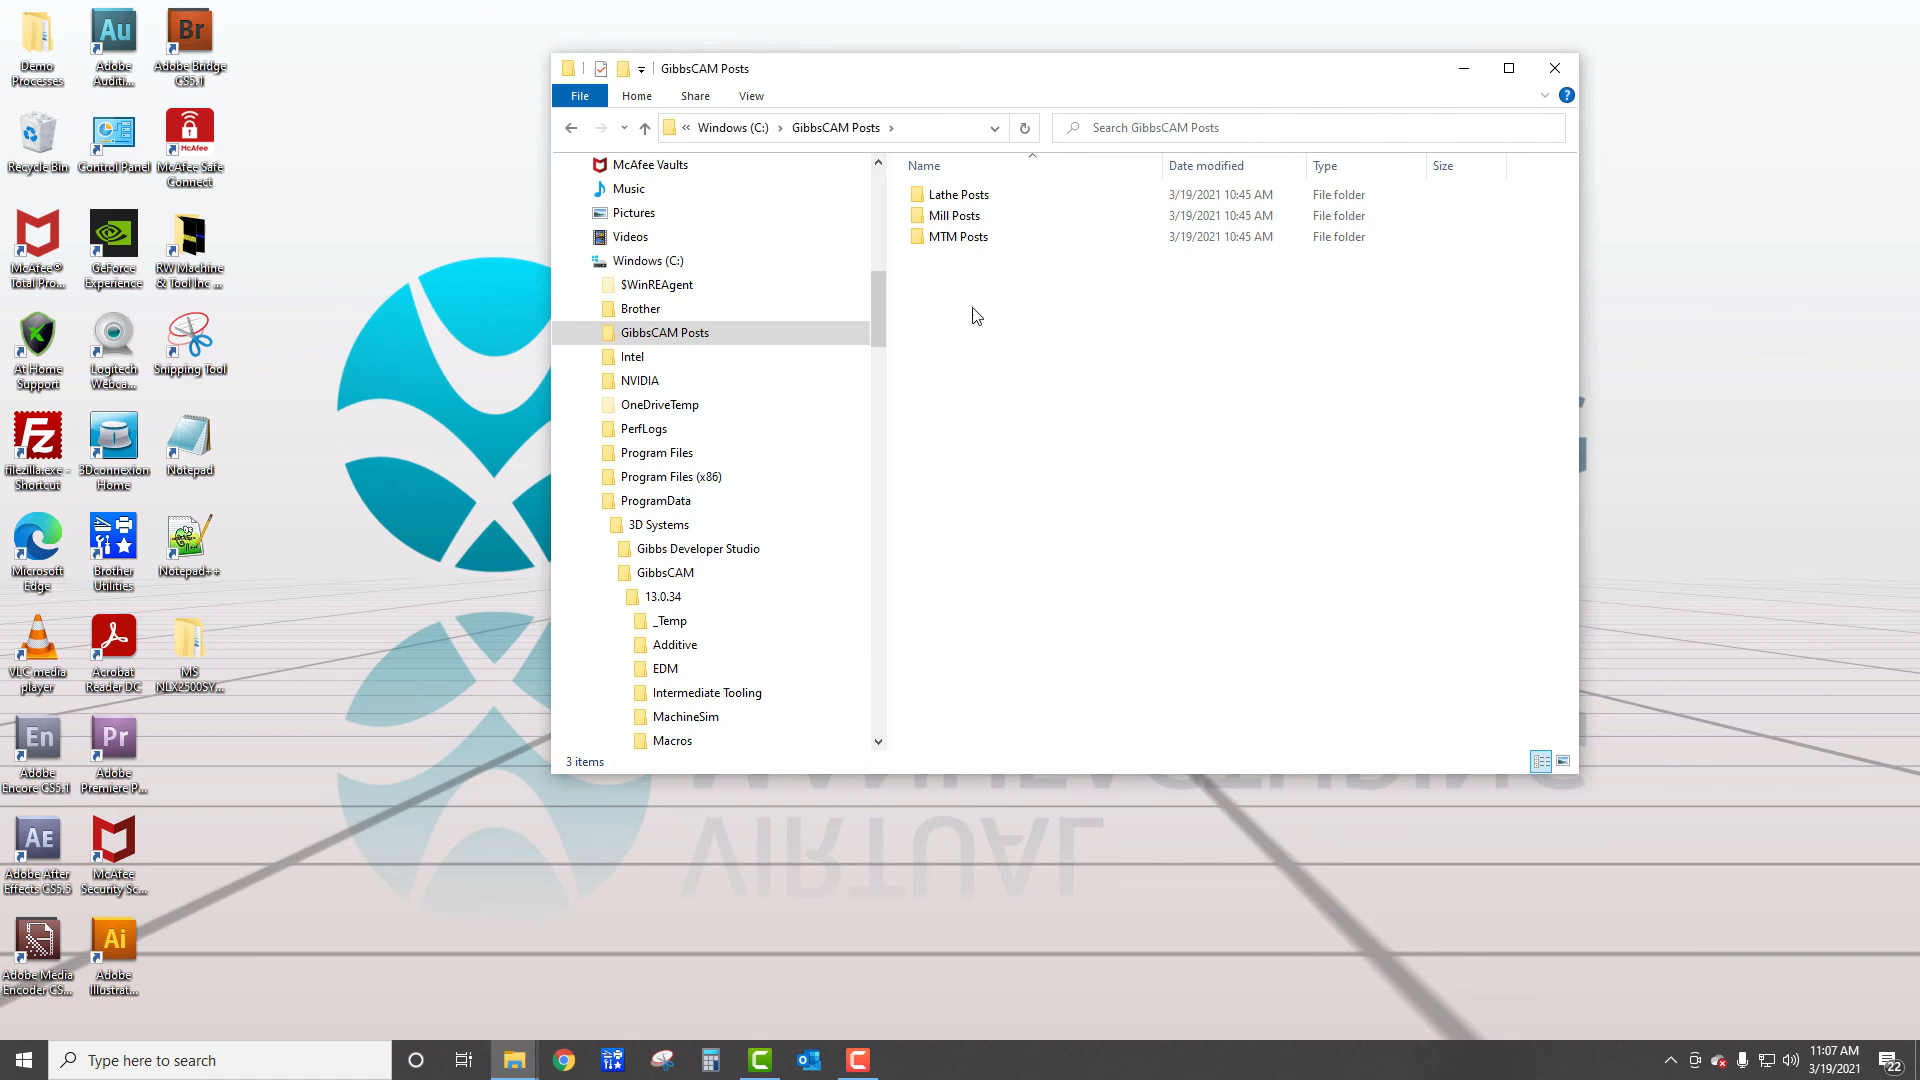 Demo
Processes
Adobe
Auditi...
Adobe Bridge
CS5.1
Recycle Bin
Control Panel
McAfee Safe
Connect
McAfee®
Total Pro...
GeForce
Experience
RW Machine
& Tool Inc ...
At Home
Support
Logitech
Webca...
Snipping Tool
filezilla.exe -
Shortcut
3Dconnexion
Home
Notepad
Microsoft
Edge
Brother
Utilities
Notepad++
VLC media
player
Acrobat
Reader DC
MS
NLX2500SY...
Adobe
Encore CS5.1
Adobe
Premiere P...
Adobe After
Effects CS5.5
McAfee
Security Sc...
Adobe Media
Encoder CS...
Adobe
Illustrat...
GibbsCAM Posts
File
Home
Share
View
« Windows (C:) › GibbsCAM Posts ›
Search GibbsCAM Posts
McAfee Vaults
Music
Pictures
Videos
Windows (C:)
$WinREAgent
Brother
GibbsCAM Posts
Intel
NVIDIA
OneDriveTemp
PerfLogs
Program Files
Program Files (x86)
ProgramData
3D Systems
Gibbs Developer Studio
GibbsCAM
13.0.34
_Temp
Additive
EDM
Intermediate Tooling
MachineSim
Macros
Name Date modified Type Size
Lathe Posts 3/19/2021 10:45 AM File folder
Mill Posts 3/19/2021 10:45 AM File folder
MTM Posts 3/19/2021 10:45 AM File folder
3 items
VIRTUAL
Type here to search
11:07 AM
3/19/2021
22